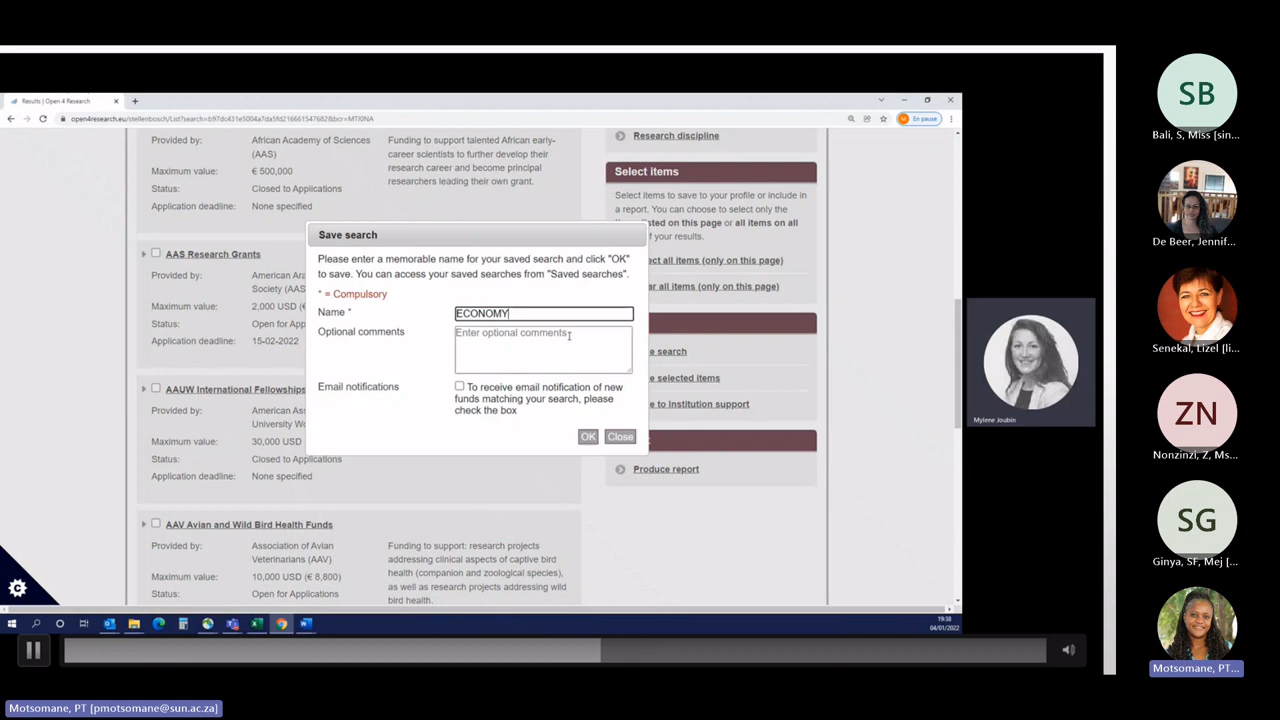 Results | Open 4 Research
open4research.eu/stellenbosch/List?search=b97dc431e5004a7da5fd216661547682&bcr=MTI0NA
En pause
Provided by: African Academy of Sciences (AAS)
Maximum value: € 500,000
Status: Closed to Applications
Application deadline: None specified
Funding to support talented African early-
career scientists to further develop their
research career and become principal
researchers leading their own grant.
AAS Research Grants
Provided by: American Ara
Society (AAS
Maximum value: 2,000 USD (€
Status: Open for App
Application deadline: 15-02-2022
AAUW International Fellowships
Provided by: American Ass
University Wo
Maximum value: 30,000 USD
Status: Closed to Applications
Application deadline: None specified
AAV Avian and Wild Bird Health Funds
Provided by: Association of Avian
Veterinarians (AAV)
Maximum value: 10,000 USD (€ 8,800)
Status: Open for Applications
Funding to support: research projects
addressing clinical aspects of captive bird
health (companion and zoological species),
as well as research projects addressing wild
bird health.
Save search
Please enter a memorable name for your saved search and click "OK"
to save. You can access your saved searches from "Saved searches".
* = Compulsory
Name *
ECONOMY
Optional comments
Enter optional comments
Email notifications
To receive email notification of new
funds matching your search, please
check the box
OK
Close
Research discipline
Select items
Select items to save to your profile or include in
a report. You can choose to select only the
listed on this page or all items on all
of your results.
ect all items (only on this page)
ar all items (only on this page)
e search
e selected items
e to Institution support
Produce report
19:38
04/01/2022
Mylene Joubin
SB
Bali, S, Miss [sin...
De Beer, Jennif...
Senekal, Lizel [li...
ZN
Nonzinzi, Z, Ms...
SG
Ginya, SF, Mej [...
Motsomane, PT...
Motsomane, PT [pmotsomane@sun.ac.za]